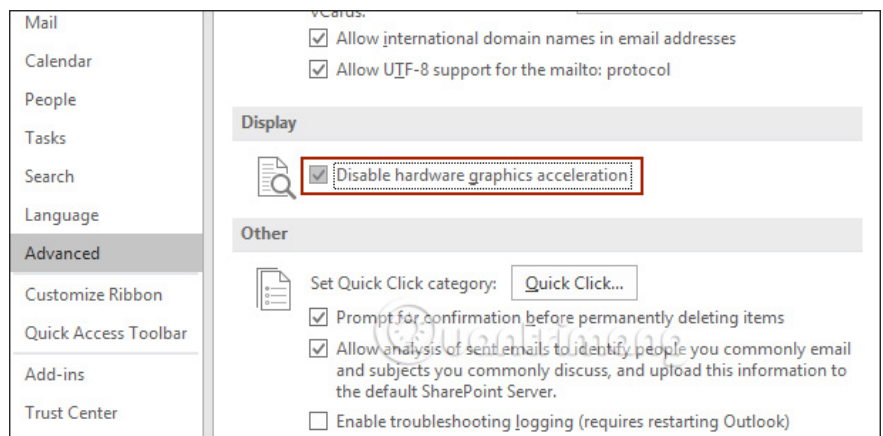 Mail
Calendar
People
Tasks
Search
Language
Advanced
Customize Ribbon
Quick Access Toolbar
Add-ins
Trust Center
vCards:
Allow international domain names in email addresses
Allow UTF-8 support for the mailto: protocol
Display
Disable hardware graphics acceleration
Other
Set Quick Click category: Quick Click...
Prompt for confirmation before permanently deleting items
Allow analysis of sent emails to identify people you commonly email
and subjects you commonly discuss, and upload this information to
the default SharePoint Server.
Enable troubleshooting logging (requires restarting Outlook)
Quantrimang